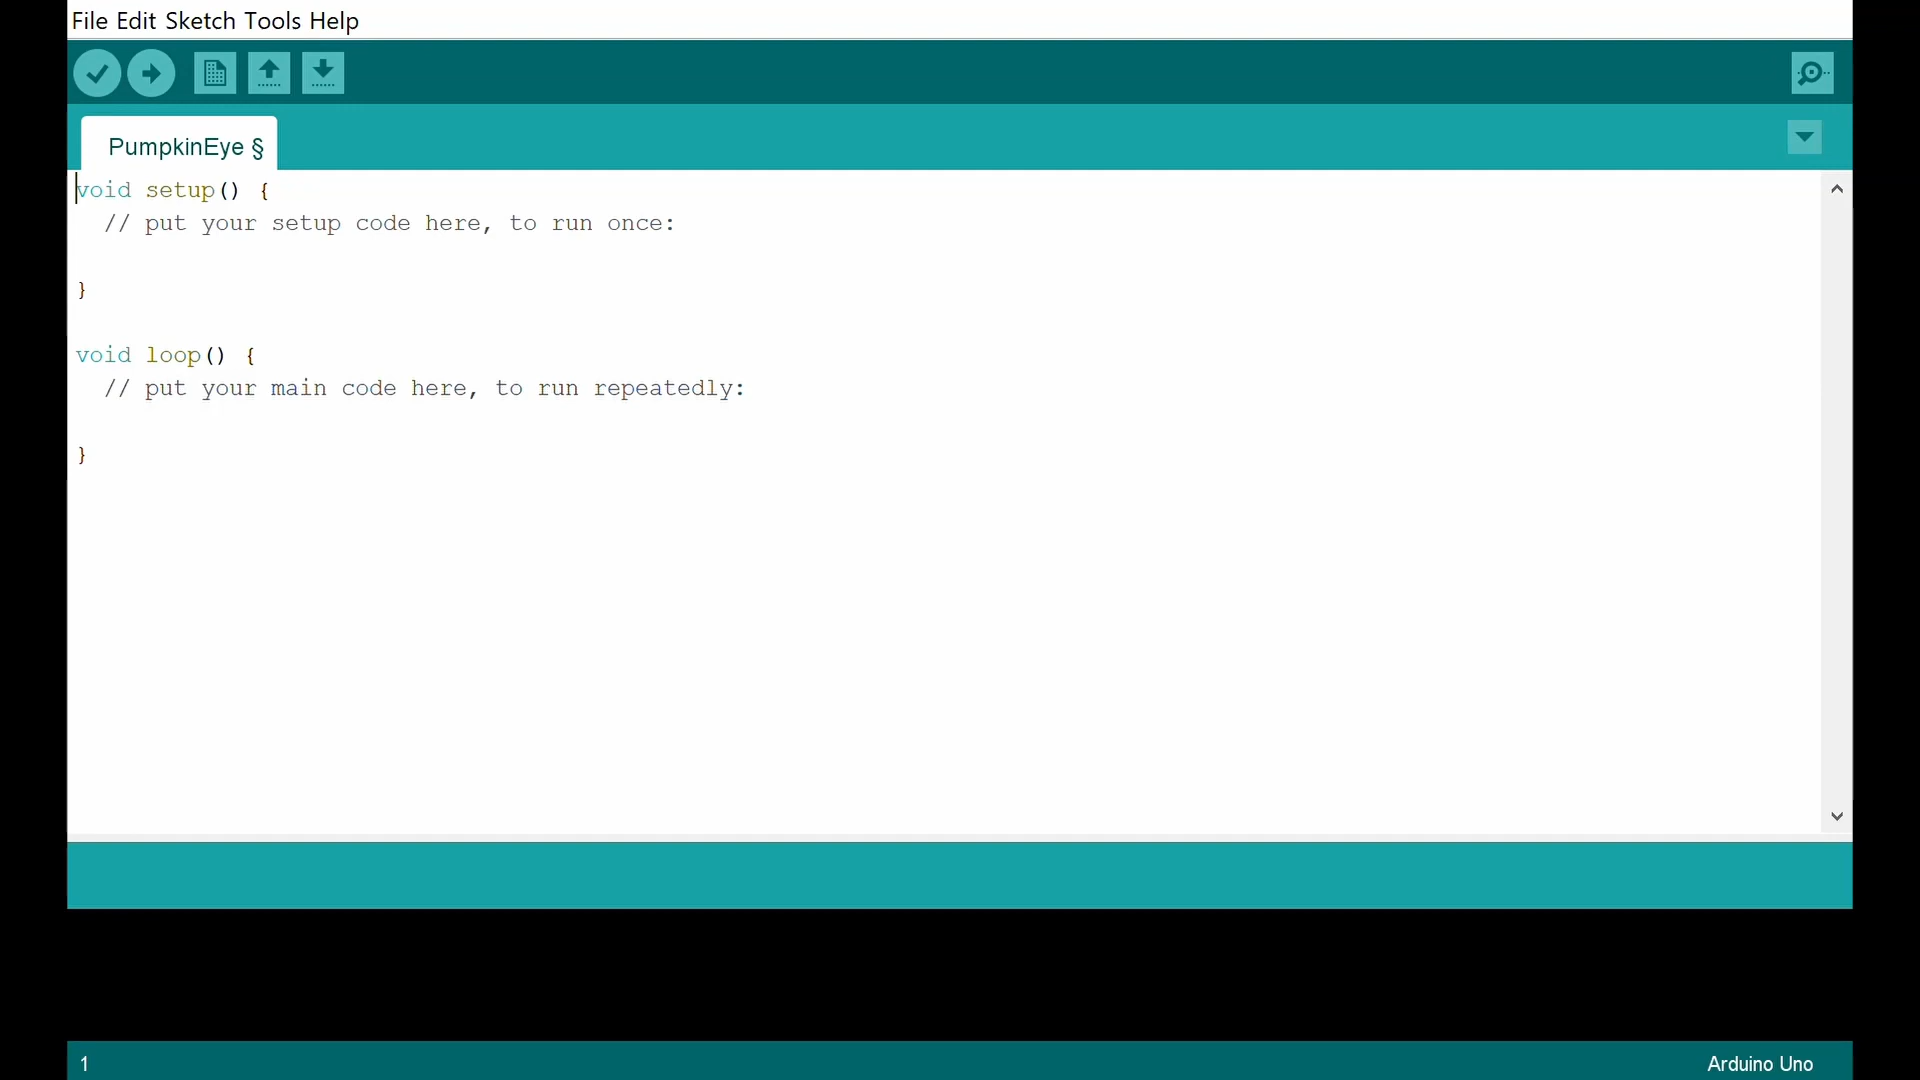 File Edit Sketch Tools Help
PumpkinEye §
void setup() {
  // put your setup code here, to run once:
}
void loop() {
  // put your main code here, to run repeatedly:
}
1
Arduino Uno